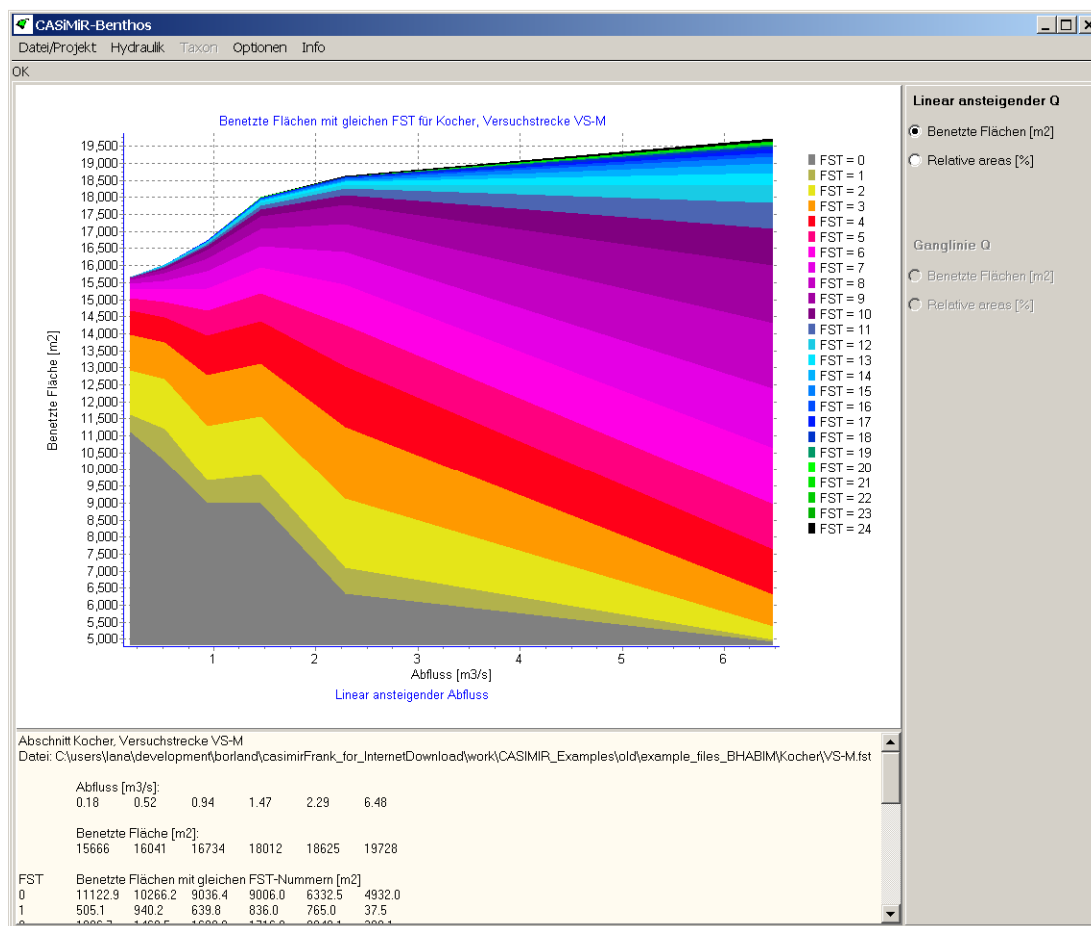 CASiMiR-Benthos
Datei/Projekt Hydraulik Taxon Optionen Info
OK
Benetzte Flächen mit gleichen FST für Kocher, Versuchstrecke VS-M
19,500
19,000
18,500
18,000
17,500
17,000
16,500
16,000
15,500
15,000
14,500
14,000
13,500
13,000
12,500
12,000
11,500
11,000
10,500
10,000
9,500
9,000
8,500
8,000
7,500
7,000
6,500
6,000
5,500
5,000
Benetzte Fläche [m2]
1 2 3 4 5 6
Abfluss [m3/s]
Linear ansteigender Abfluss
FST = 0
FST = 1
FST = 2
FST = 3
FST = 4
FST = 5
FST = 6
FST = 7
FST = 8
FST = 9
FST = 10
FST = 11
FST = 12
FST = 13
FST = 14
FST = 15
FST = 16
FST = 17
FST = 18
FST = 19
FST = 20
FST = 21
FST = 22
FST = 23
FST = 24
Linear ansteigender Q
Benetzte Flächen [m2]
Relative areas [%]
Ganglinie Q
Benetzte Flächen [m2]
Relative areas [%]
Abschnitt Kocher, Versuchstrecke VS-M
Datei: C:\users\lana\development\borland\casimirFrank_for_InternetDownload\work\CASIMIR_Examples\old\example_files_BHABIM\Kocher\VS-M.fst
Abfluss [m3/s]:
0.18 0.52 0.94 1.47 2.29 6.48
Benetzte Fläche [m2]:
15666 16041 16734 18012 18625 19728
FST Benetzte Flächen mit gleichen FST-Nummern [m2]
0 11122.9 10266.2 9036.4 9006.0 6332.5 4932.0
1 505.1 940.2 639.8 836.0 765.0 37.5